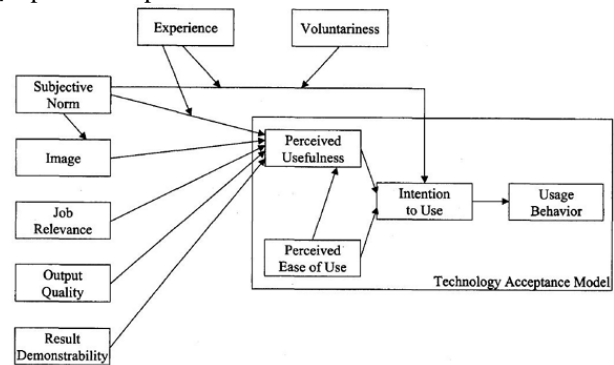 Experience
Voluntariness
Subjective
Norm
Image
Job
Relevance
Output
Quality
Result
Demonstrability
Perceived
Usefulness
Perceived
Ease of Use
Intention
to Use
Usage
Behavior
Technology Acceptance Model